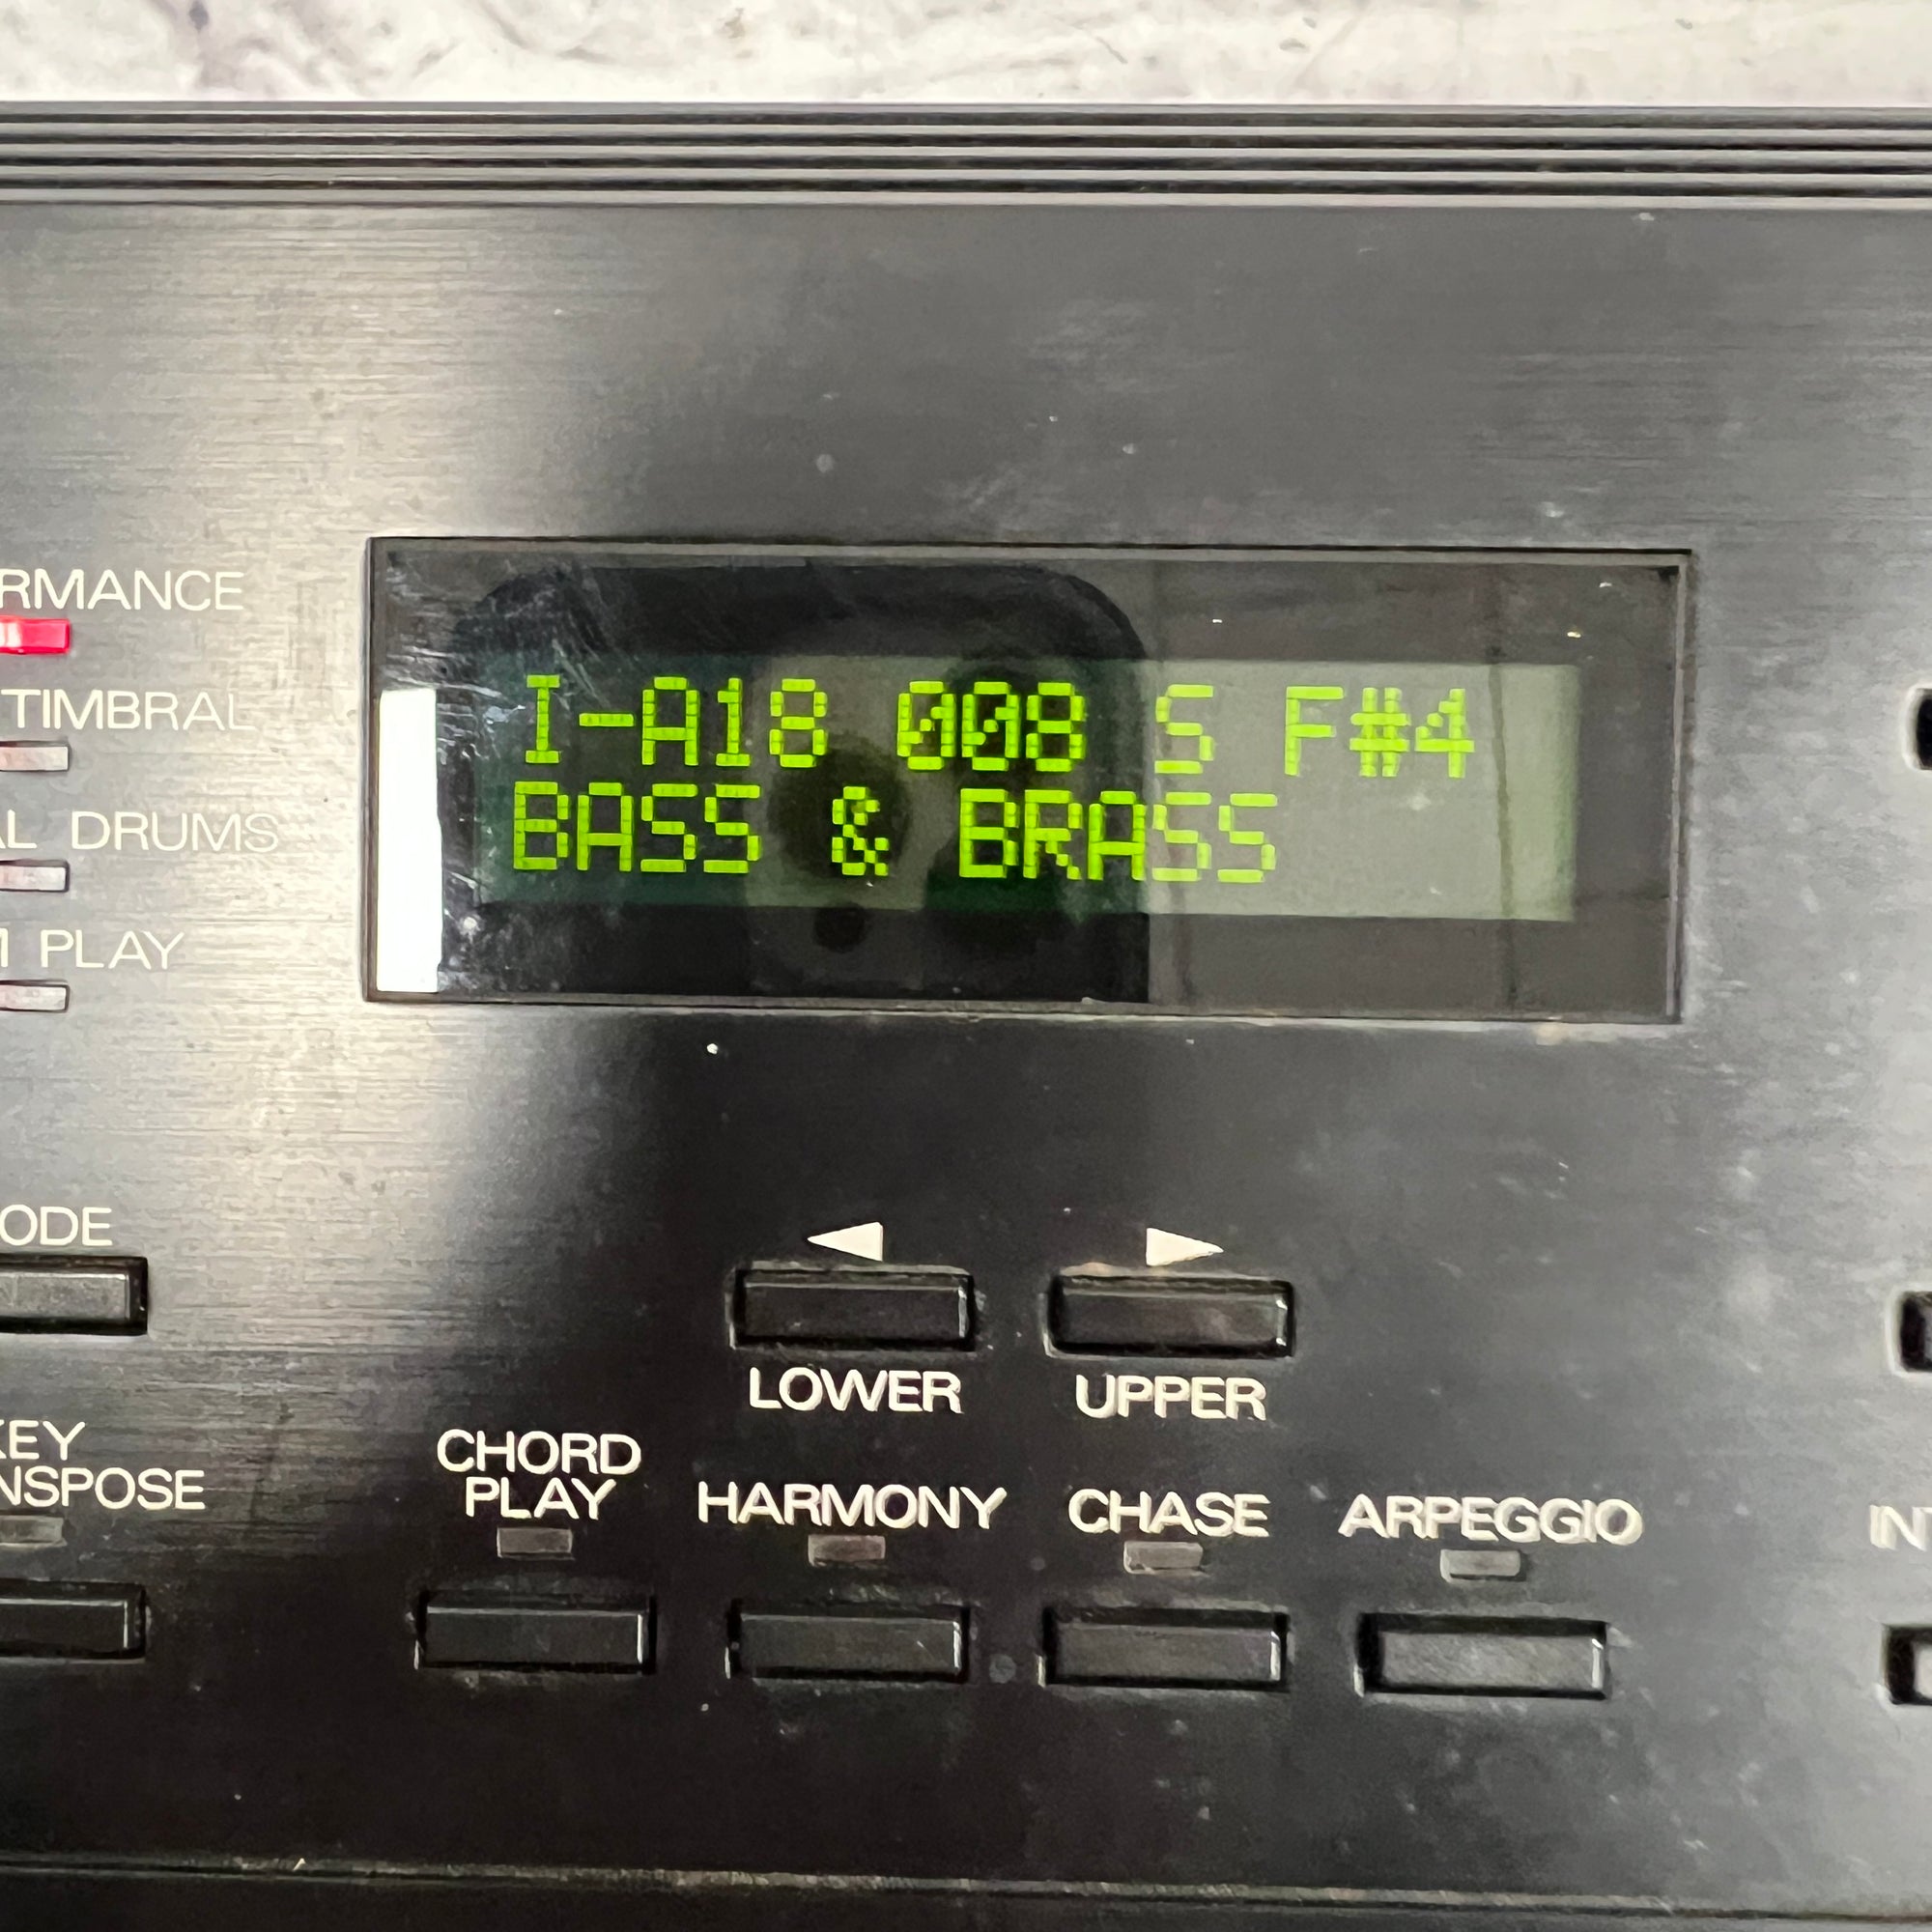 RMANCE
TIMBRAL
AL DRUMS
PLAY
I-A18 008 S F#4
BASS & BRASS
ODE
LOWER
UPPER
KEY
NSPOSE
CHORD
PLAY
HARMONY
CHASE
ARPEGGIO
IN